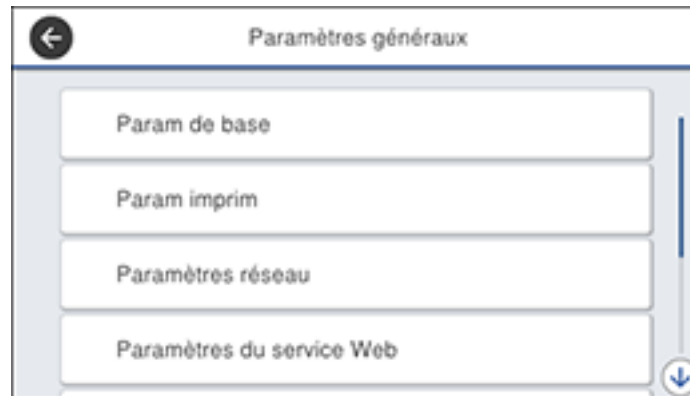 Paramètres généraux
Param de base
Param imprim
Paramètres réseau
Paramètres du service Web